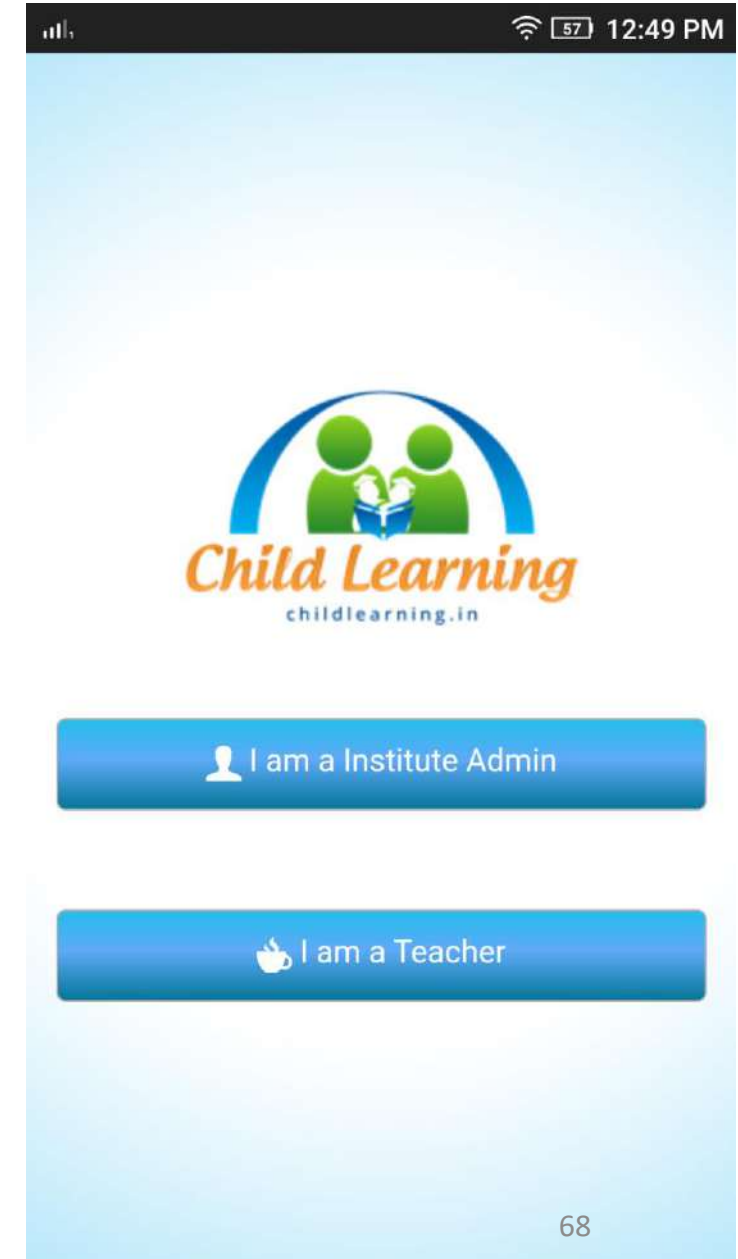 57 12:49 PM
Child Learning
childlearning.in
I am a Institute Admin
I am a Teacher
68